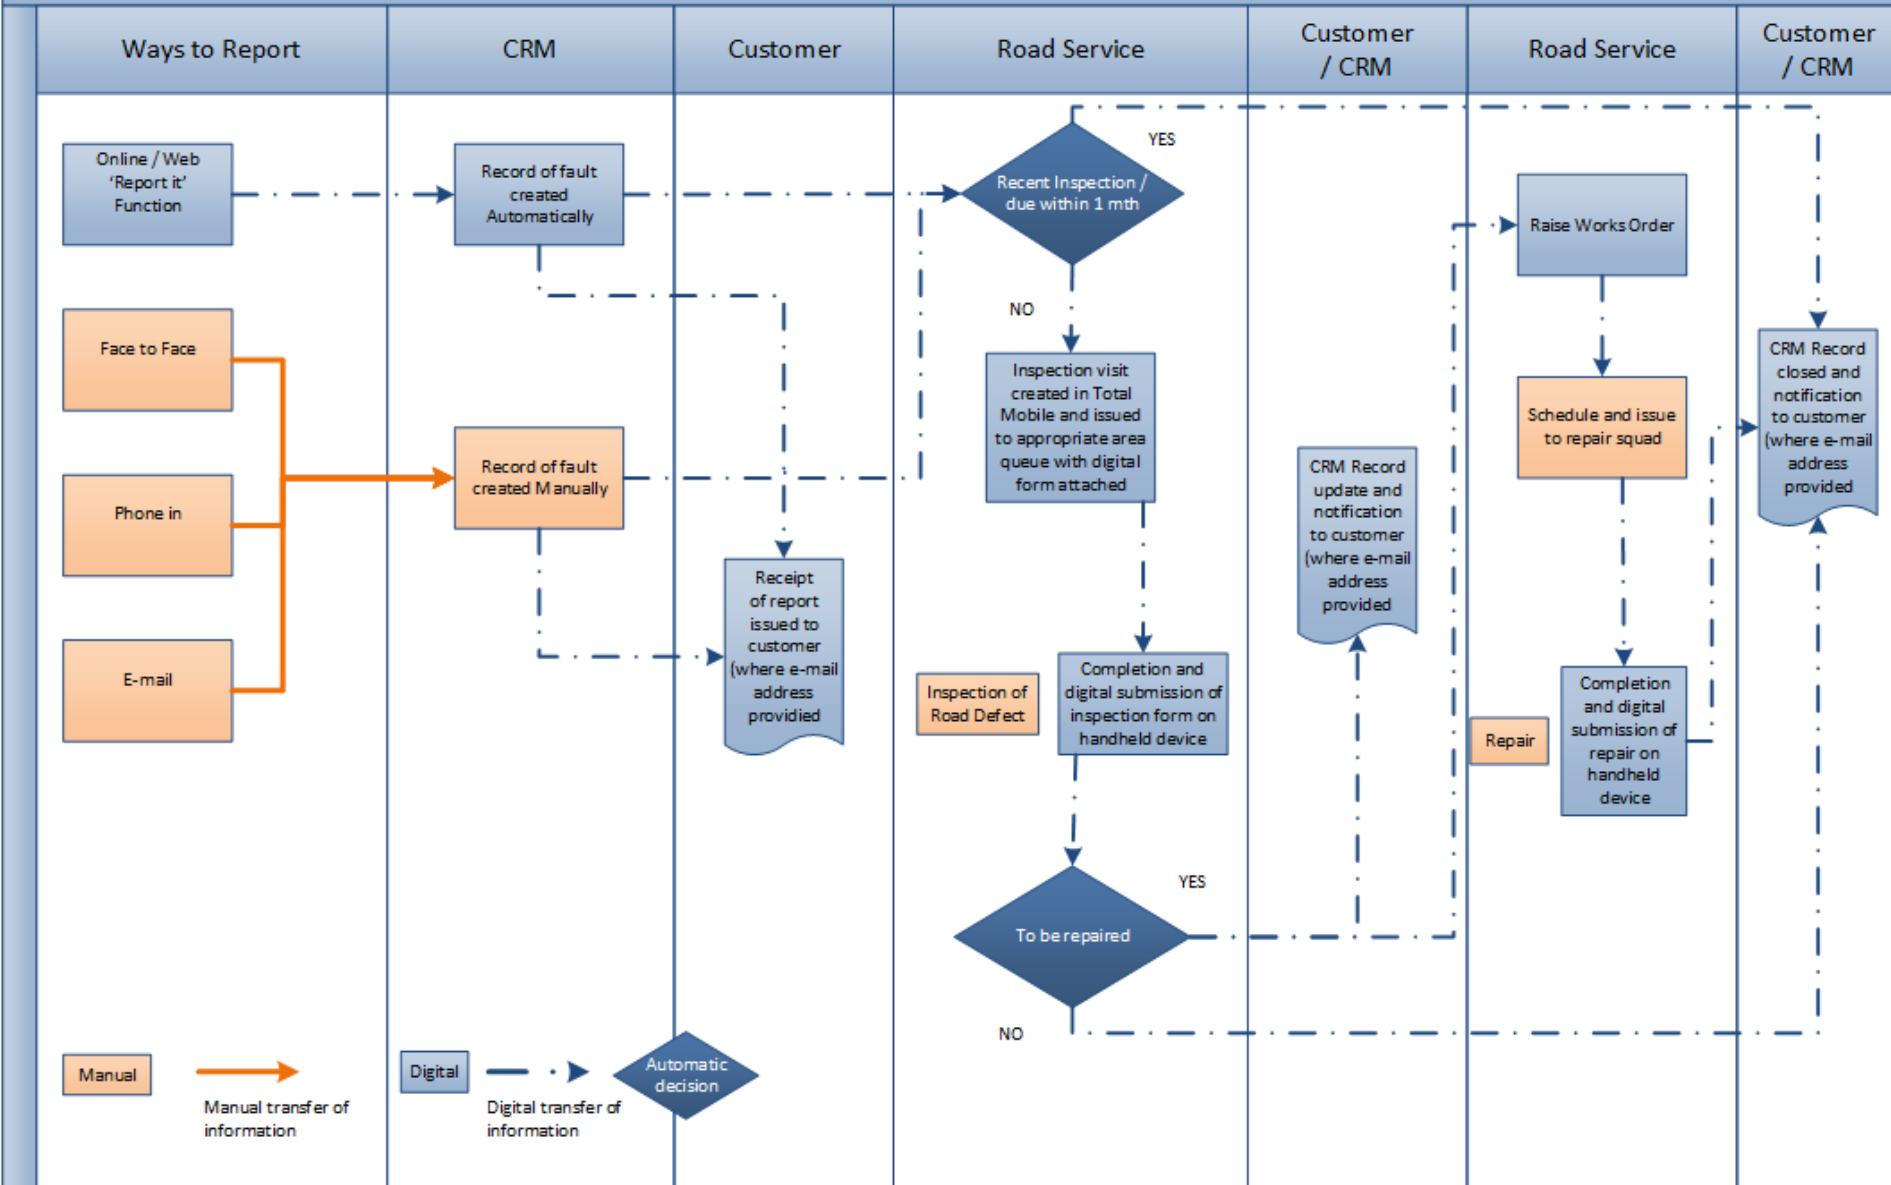 Ways to Report
CRM
Customer
Road Service
Customer
/ CRM
Road Service
Customer
/ CRM
Online / Web
‘Report it’
Function
Face to Face
Phone in
E-mail
Record of fault
created
Automatically
Record of fault
created Manually
Receipt
of report
issued to
customer
(where e-mail
address
providied
YES
Recent Inspection /
due within 1 mth
NO
Inspection visit
created in Total
Mobile and issued
to appropriate area
queue with digital
form attached
Inspection of
Road Defect
Completion and
digital submission of
inspection form on
handheld device
YES
To be repaired
NO
CRM Record
update and
notification
to customer
(where e-mail
address
provided
Raise Works Order
Schedule and issue
to repair squad
Repair
Completion
and digital
submission of
repair on
handheld
device
CRM Record
closed and
notification
to customer
(where e-mail
address
provided
Manual
Manual transfer of
information
Digital
Digital transfer of
information
Automatic
decision